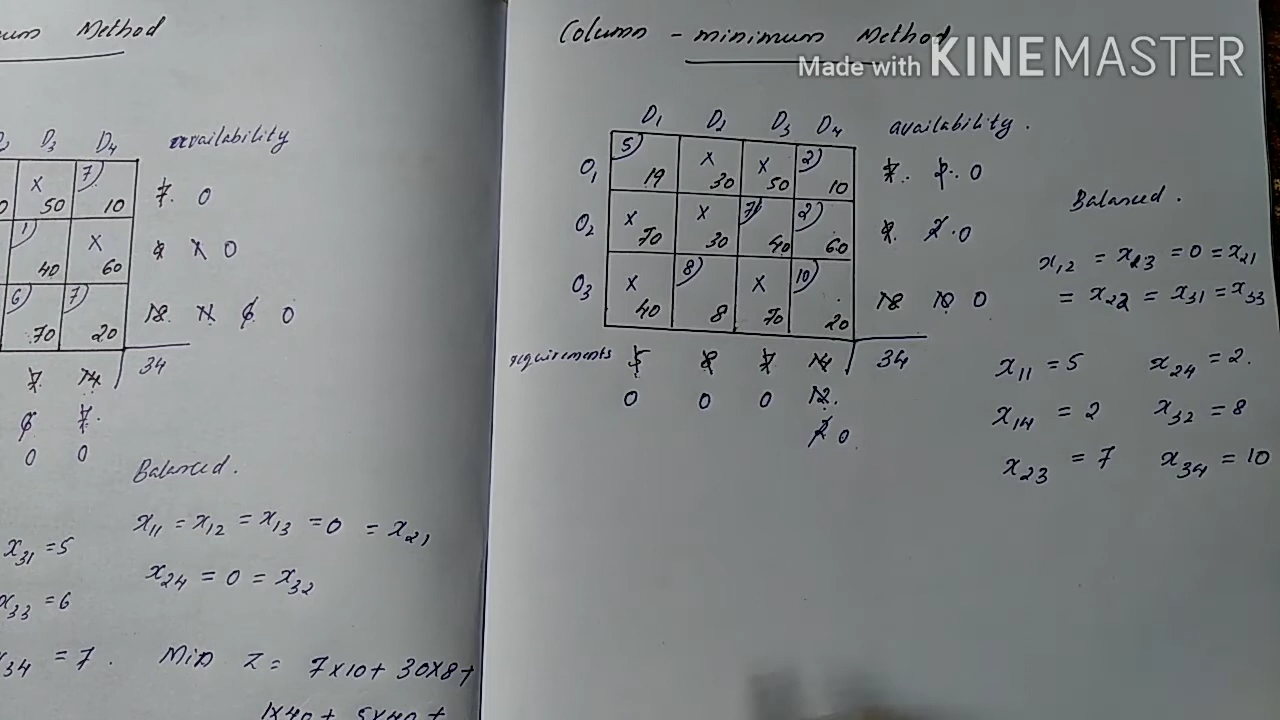 um Method
D3 D4 availability
x 50 7) 10 7. 0
1) 40 x 60 0
6) 70 7) 20 18. 11 6 0
7 14 34
6 7.
0 0
Balanced.
x11 = x12 = x13 = 0 = x21
x31 = 5
x24 = 0 = x32
x33 = 6
x34 = 7. Min Z = 7x10 + 30x8 +
1x40 + 5x40 +
Column - minimum Method
Made with KINEMASTER
D1 D2 D3 D4 availability.
O1 5) 19 x 30 x 50 2) 10 7. 2. 0
O2 x 70 x 30 7) 40 2) 60 9. 2. 0
O3 x 40 8) 8 x 70 10) 20 18 10 0
requirements 5 8 7 14 34
0 0 0 12.
2 0.
Balanced.
x12 = x23 = 0 = x21
= x22 = x31 = x33
x11 = 5 x24 = 2.
x14 = 2 x32 = 8
x23 = 7 x34 = 10